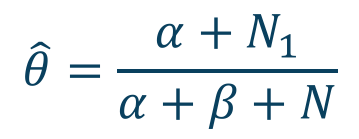 θ̂ = (α + N₁) / (α + β + N)